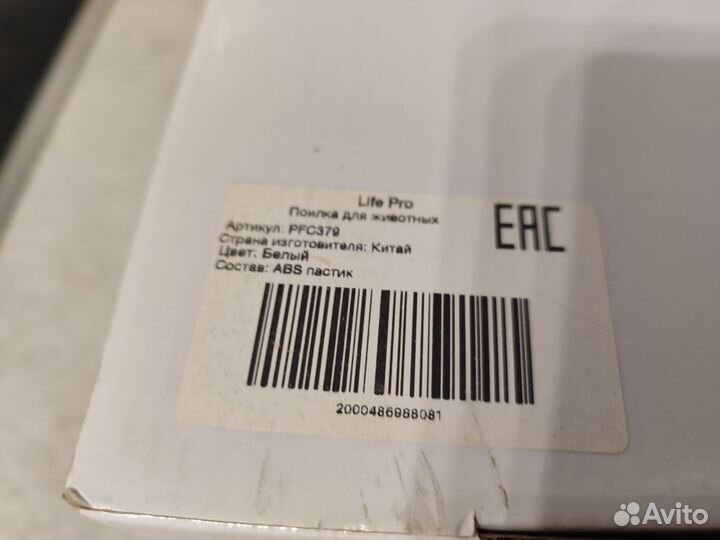 Life Pro
Поилка для животных
Артикул: PFC379
Страна изготовителя: Китай
Цвет: Белый
Состав: ABS пастик
EAC
2000486988081
Avito